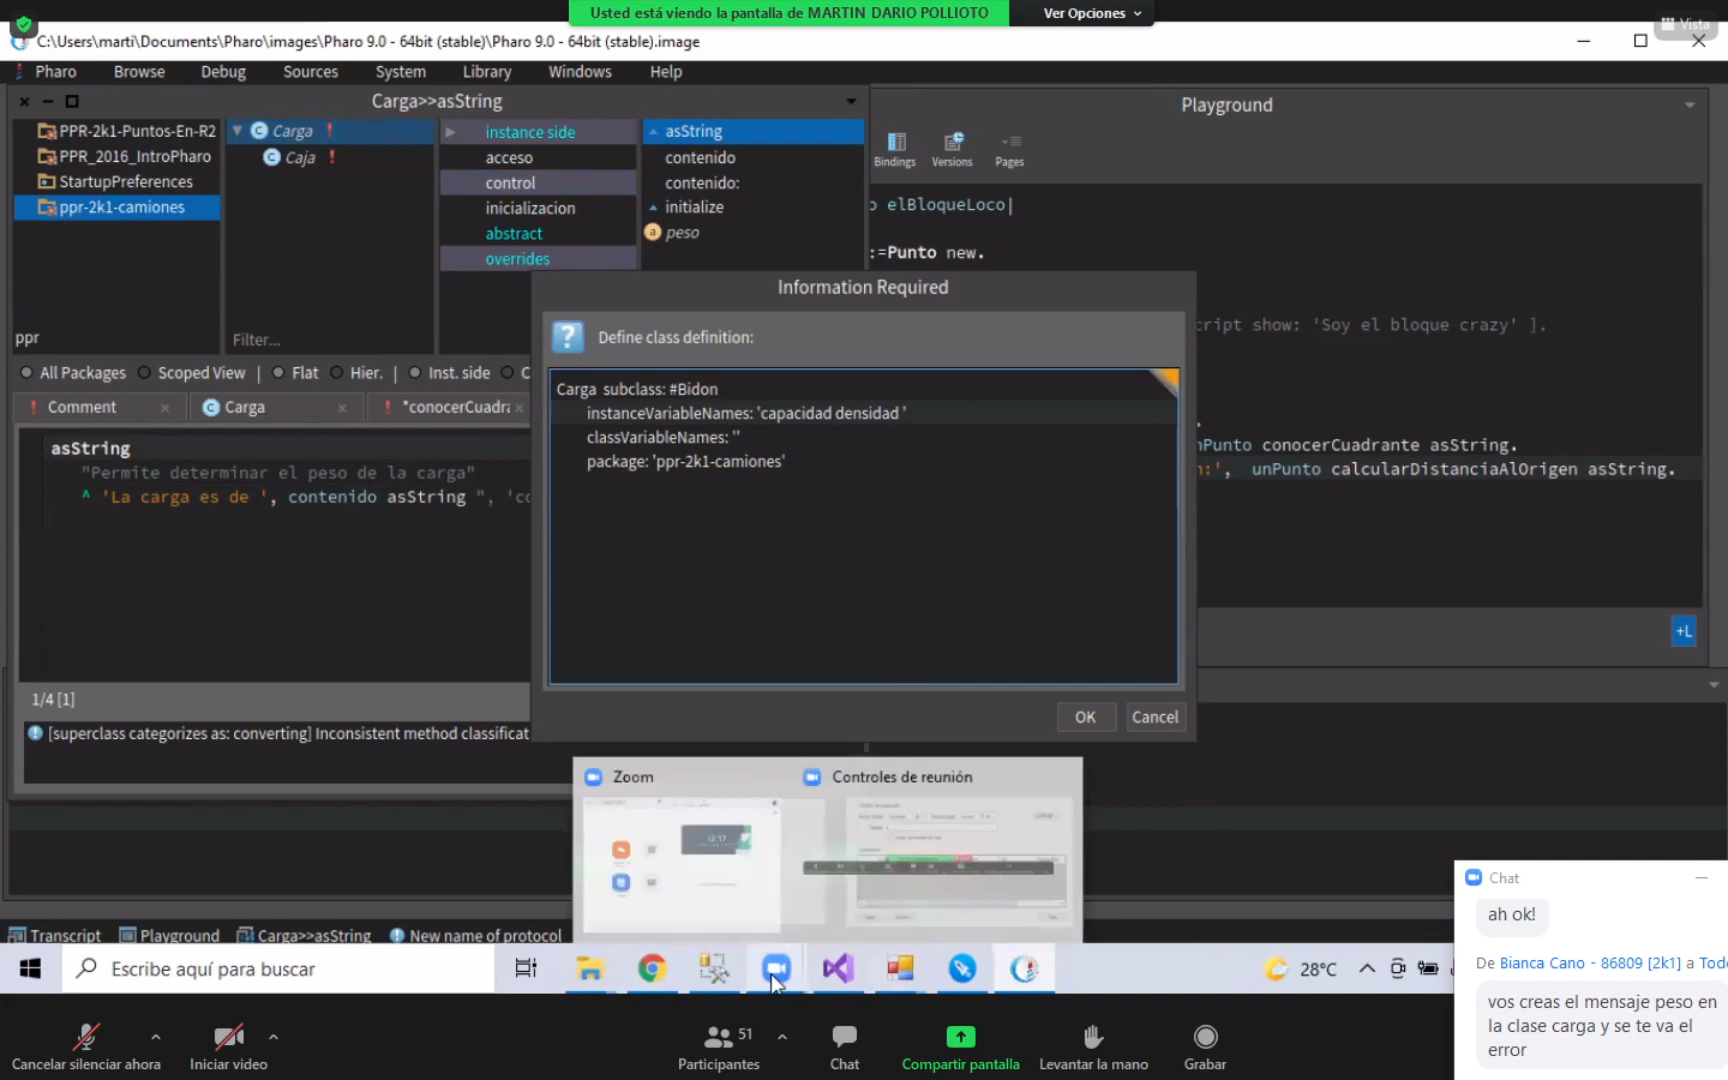 Usted está viendo la pantalla de MARTIN DARIO POLLIOTO
Ver Opciones
Vista
C:\Users\marti\Documents\Pharo\images\Pharo 9.0 - 64bit (stable)\Pharo 9.0 - 64bit (stable).image
Pharo Browse Debug Sources System Library Windows Help
Carga>>asString
PPR-2k1-Puntos-En-R2
PPR_2016_IntroPharo
StartupPreferences
ppr-2k1-camiones
ppr
Carga
Caja
Filter...
instance side
acceso
control
inicializacion
abstract
overrides
asString
contenido
contenido:
initialize
peso
All Packages Scoped View | Flat Hier. | Inst. side C
Comment
Carga
*conocerCuadra
asString
"Permite determinar el peso de la carga"
^ 'La carga es de ', contenido asString ", 'co
1/4 [1]
[superclass categorizes as: converting] Inconsistent method classificat
Playground
Bindings Versions Pages
o elBloqueLoco|
:=Punto new.
cript show: 'Soy el bloque crazy' ].
nPunto conocerCuadrante asString.
n:', unPunto calcularDistanciaAlOrigen asString.
+L
Information Required
Define class definition:
Carga subclass: #Bidon
instanceVariableNames: 'capacidad densidad '
classVariableNames: ''
package: 'ppr-2k1-camiones'
OK
Cancel
Zoom
Controles de reunión
12:17
Transcript Playground Carga>>asString New name of protocol
Escribe aquí para buscar
28°C
Chat
ah ok!
De Bianca Cano - 86809 [2k1] a Todo
vos creas el mensaje peso en
la clase carga y se te va el
error
Cancelar silenciar ahora
Iniciar video
51
Participantes
Chat
Compartir pantalla
Levantar la mano
Grabar